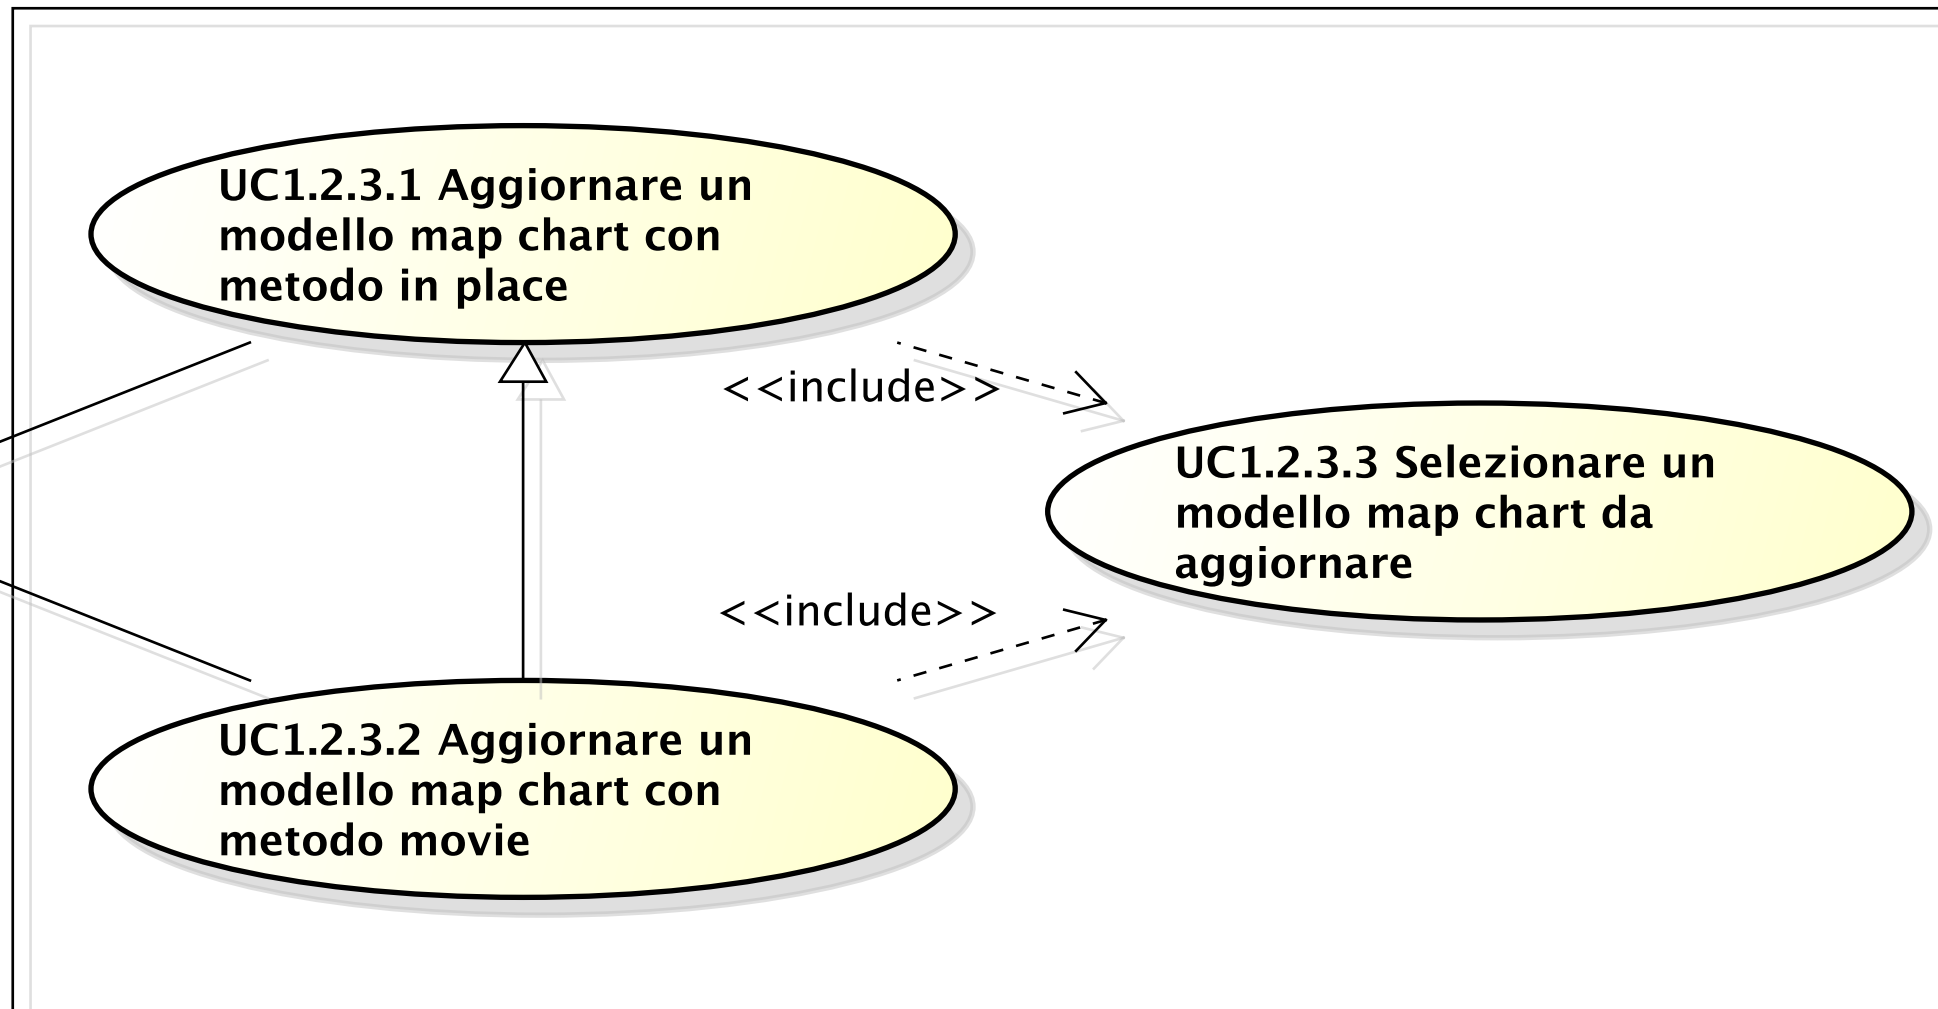 UC1.2.3.1 Aggiornare un
modello map chart con
metodo in place
<<include>>
UC1.2.3.3 Selezionare un
modello map chart da
aggiornare
<<include>>
UC1.2.3.2 Aggiornare un
modello map chart con
metodo movie